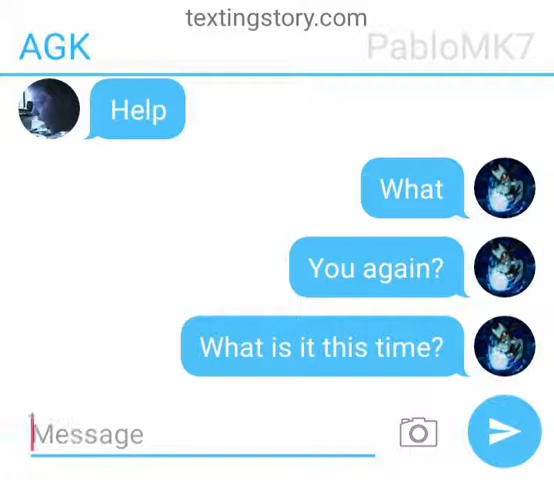 textingstory.com
AGK PabloMK7
Help
What
You again?
What is it this time?
Message